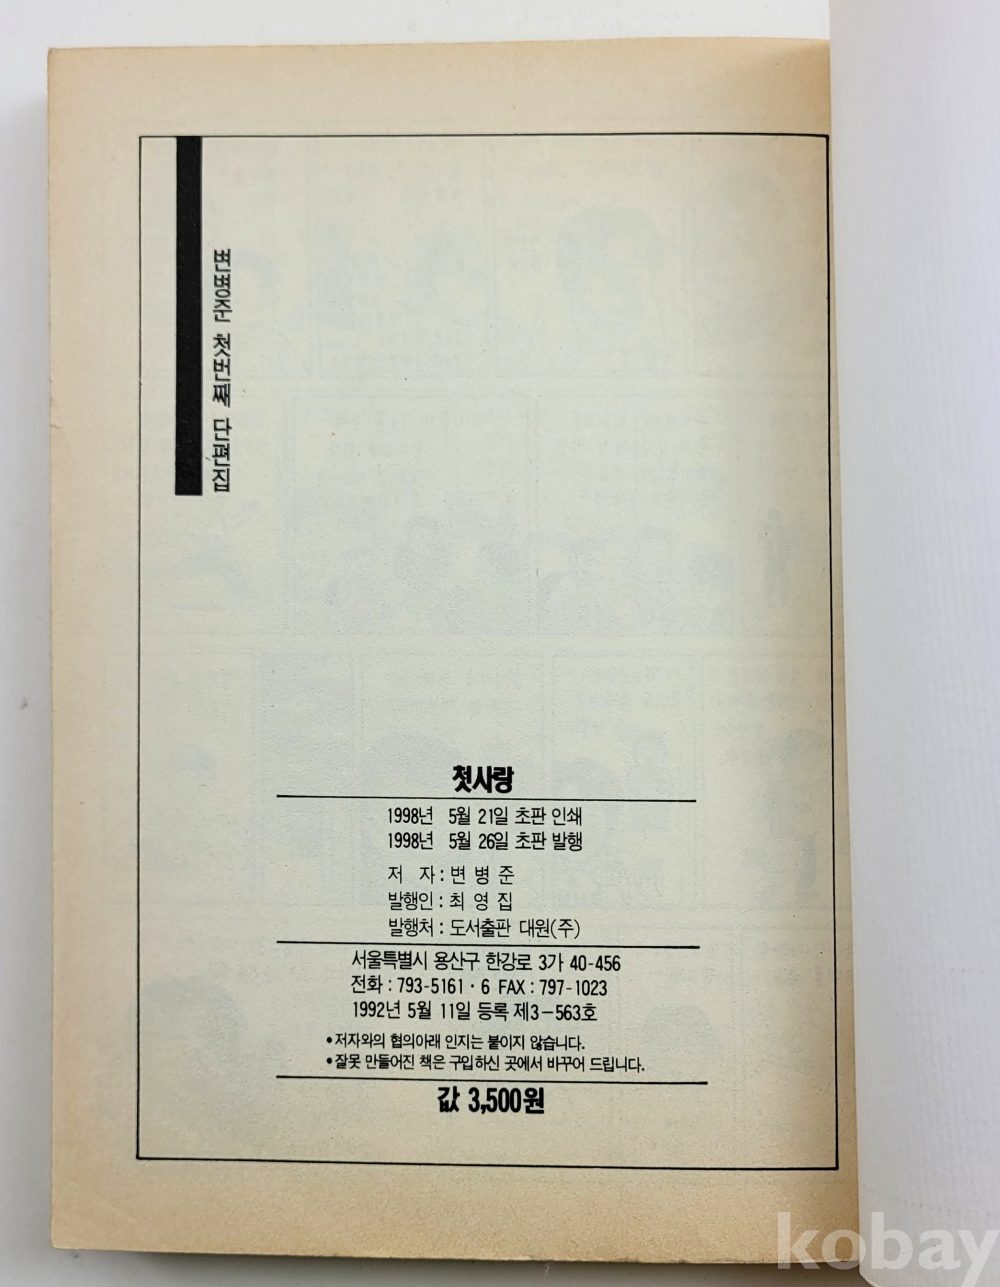 변병준 첫번째 단편집
첫사랑
1998년 5월 21일 초판 인쇄
1998년 5월 26일 초판 발행
저 자 : 변 병 준
발행인 : 최 영 집
발행처 : 도서출판 대원(주)
서울특별시 용산구 한강로 3가 40-456
전화 : 793-5161 · 6 FAX : 797-1023
1992년 5월 11일 등록 제3-563호
•저자와의 협의아래 인지는 붙이지 않습니다.
•잘못 만들어진 책은 구입하신 곳에서 바꾸어 드립니다.
값 3,500원
kobay